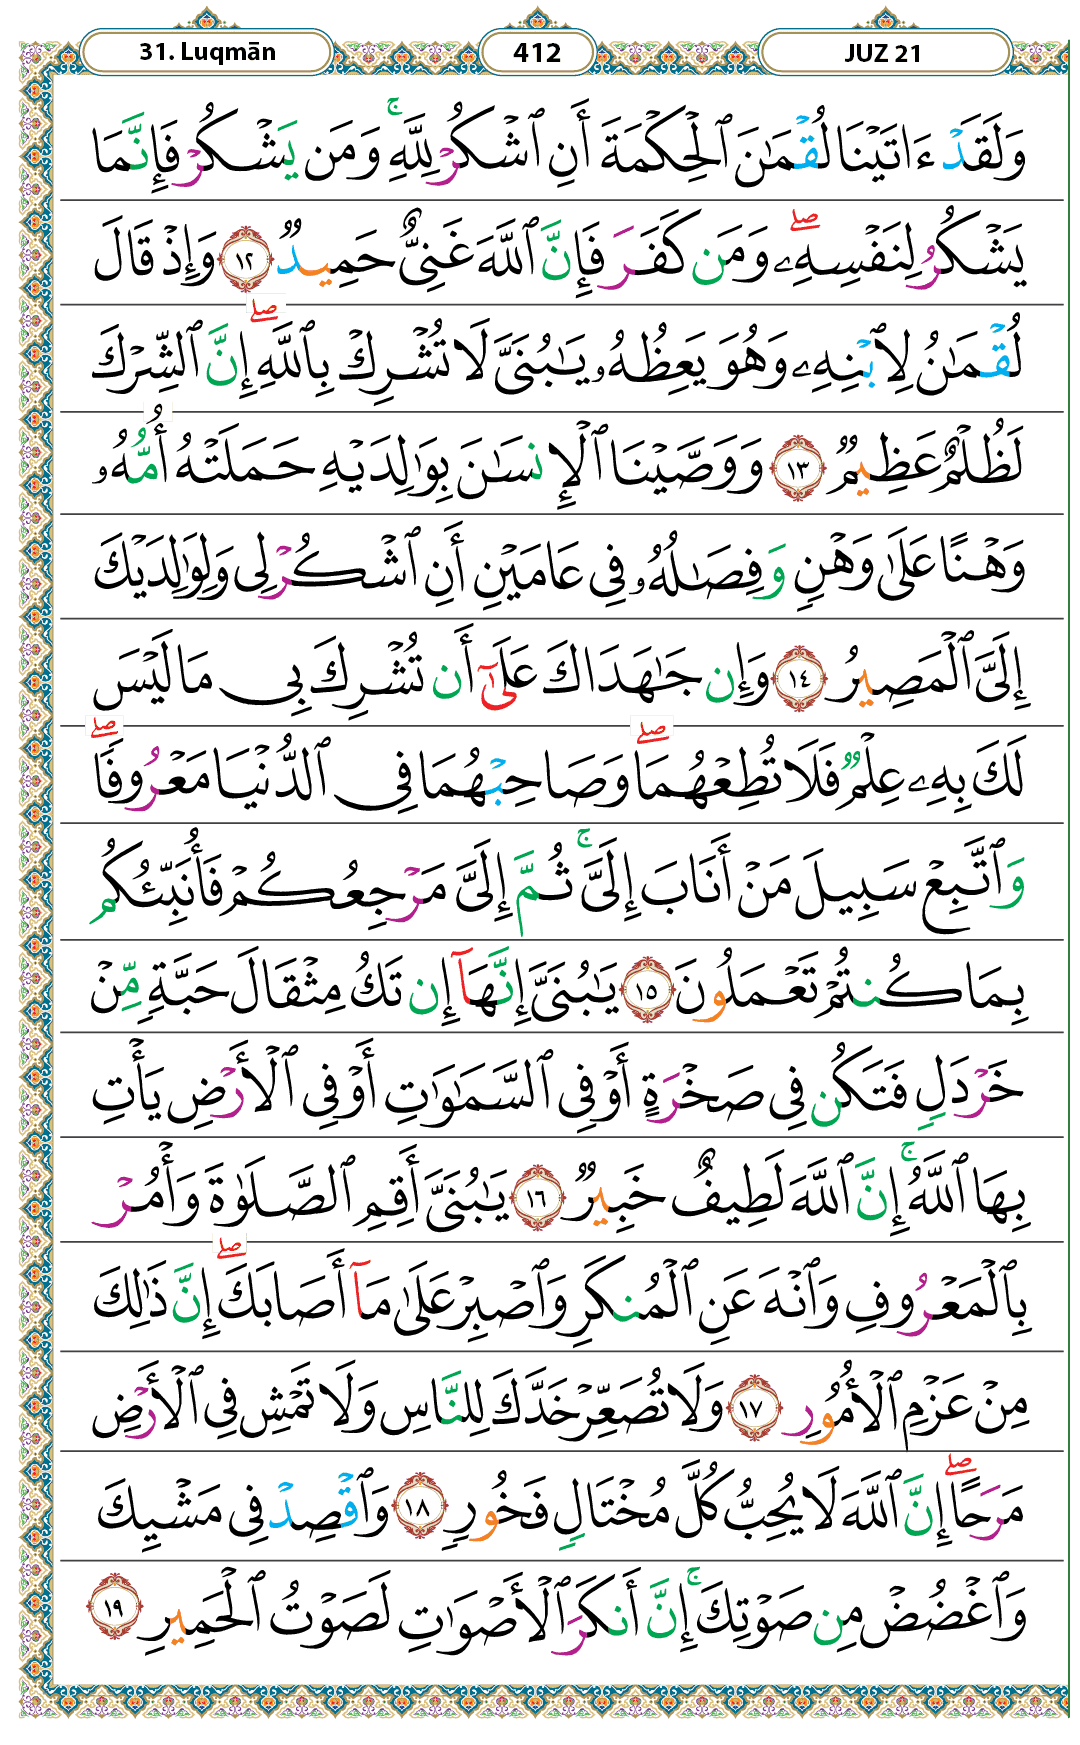 31. Luqmān
412
JUZ 21
وَلَقَدْ ءَاتَيْنَا لُقْمَـٰنَ ٱلْحِكْمَةَ أَنِ ٱشْكُرْ لِلَّهِ ۚ وَمَن يَشْكُرْ فَإِنَّمَا
يَشْكُرُ لِنَفْسِهِۦ ۖ وَمَن كَفَرَ فَإِنَّ ٱللَّهَ غَنِىٌّ حَمِيدٌ ١٢ وَإِذْ قَالَ
لُقْمَـٰنُ لِٱبْنِهِۦ وَهُوَ يَعِظُهُۥ يَـٰبُنَىَّ لَا تُشْرِكْ بِٱللَّهِ ۖ إِنَّ ٱلشِّرْكَ
لَظُلْمٌ عَظِيمٌ ١٣ وَوَصَّيْنَا ٱلْإِنسَـٰنَ بِوَٰلِدَيْهِ حَمَلَتْهُ أُمُّهُۥ
وَهْنًا عَلَىٰ وَهْنٍ وَفِصَـٰلُهُۥ فِى عَامَيْنِ أَنِ ٱشْكُرْ لِى وَلِوَٰلِدَيْكَ
إِلَىَّ ٱلْمَصِيرُ ١٤ وَإِن جَـٰهَدَاكَ عَلَىٰٓ أَن تُشْرِكَ بِى مَا لَيْسَ
لَكَ بِهِۦ عِلْمٌ فَلَا تُطِعْهُمَا ۖ وَصَاحِبْهُمَا فِى ٱلدُّنْيَا مَعْرُوفًا ۖ
وَٱتَّبِعْ سَبِيلَ مَنْ أَنَابَ إِلَىَّ ۚ ثُمَّ إِلَىَّ مَرْجِعُكُمْ فَأُنَبِّئُكُم
بِمَا كُنتُمْ تَعْمَلُونَ ١٥ يَـٰبُنَىَّ إِنَّهَآ إِن تَكُ مِثْقَالَ حَبَّةٍ مِّنْ
خَرْدَلٍ فَتَكُن فِى صَخْرَةٍ أَوْ فِى ٱلسَّمَـٰوَٰتِ أَوْ فِى ٱلْأَرْضِ يَأْتِ
بِهَا ٱللَّهُ ۚ إِنَّ ٱللَّهَ لَطِيفٌ خَبِيرٌ ١٦ يَـٰبُنَىَّ أَقِمِ ٱلصَّلَوٰةَ وَأْمُرْ
بِٱلْمَعْرُوفِ وَٱنْهَ عَنِ ٱلْمُنكَرِ وَٱصْبِرْ عَلَىٰ مَآ أَصَابَكَ ۖ إِنَّ ذَٰلِكَ
مِنْ عَزْمِ ٱلْأُمُورِ ١٧ وَلَا تُصَعِّرْ خَدَّكَ لِلنَّاسِ وَلَا تَمْشِ فِى ٱلْأَرْضِ
مَرَحًا ۖ إِنَّ ٱللَّهَ لَا يُحِبُّ كُلَّ مُخْتَالٍ فَخُورٍ ١٨ وَٱقْصِدْ فِى مَشْيِكَ
وَٱغْضُضْ مِن صَوْتِكَ ۚ إِنَّ أَنكَرَ ٱلْأَصْوَٰتِ لَصَوْتُ ٱلْحَمِيرِ ١٩